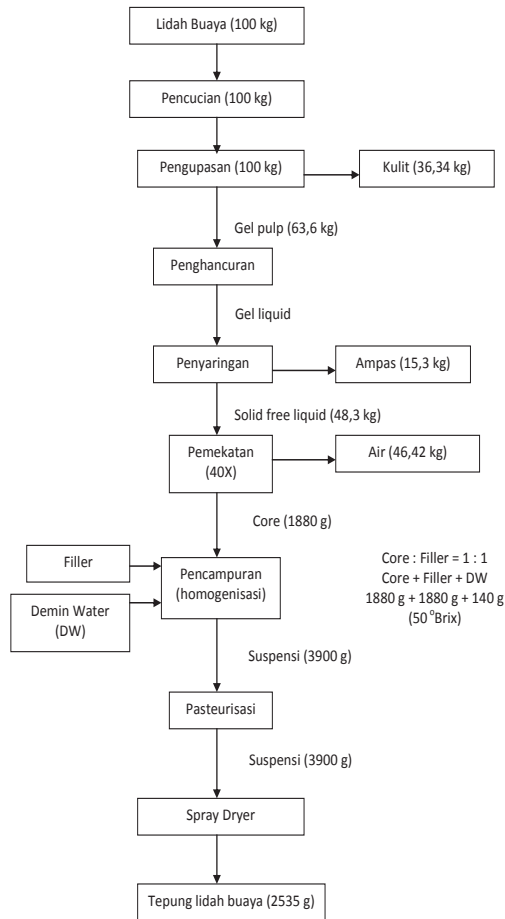 Lidah Buaya (100 kg)
Pencucian (100 kg)
Pengupasan (100 kg)
Kulit (36,34 kg)
Gel pulp (63,6 kg)
Penghancuran
Gel liquid
Penyaringan
Ampas (15,3 kg)
Solid free liquid (48,3 kg)
Pemekatan
(40X)
Air (46,42 kg)
Core (1880 g)
Filler
Demin Water
(DW)
Pencampuran
(homogenisasi)
Core : Filler = 1 : 1
Core + Filler + DW
1880 g + 1880 g + 140 g
(50 °Brix)
Suspensi (3900 g)
Pasteurisasi
Suspensi (3900 g)
Spray Dryer
Tepung lidah buaya (2535 g)